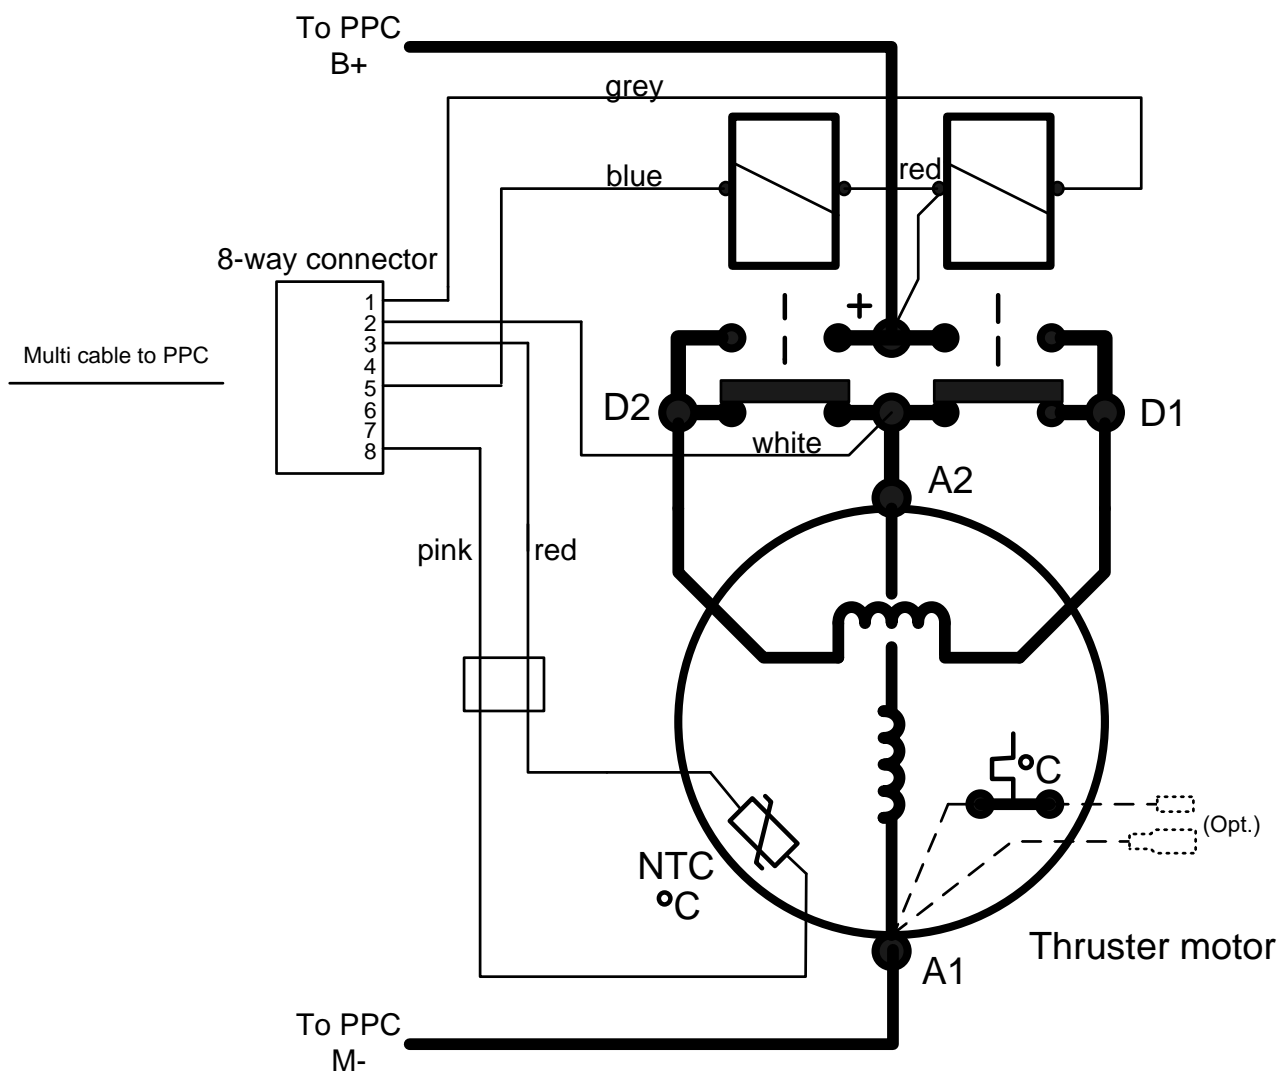 To PPC
B+
grey
blue
red
8-way connector
1
2
3
4
5
6
7
8
Multi cable to PPC
+
D2
D1
white
A2
pink
red
°C
(Opt.)
NTC
°C
Thruster motor
A1
To PPC
M-